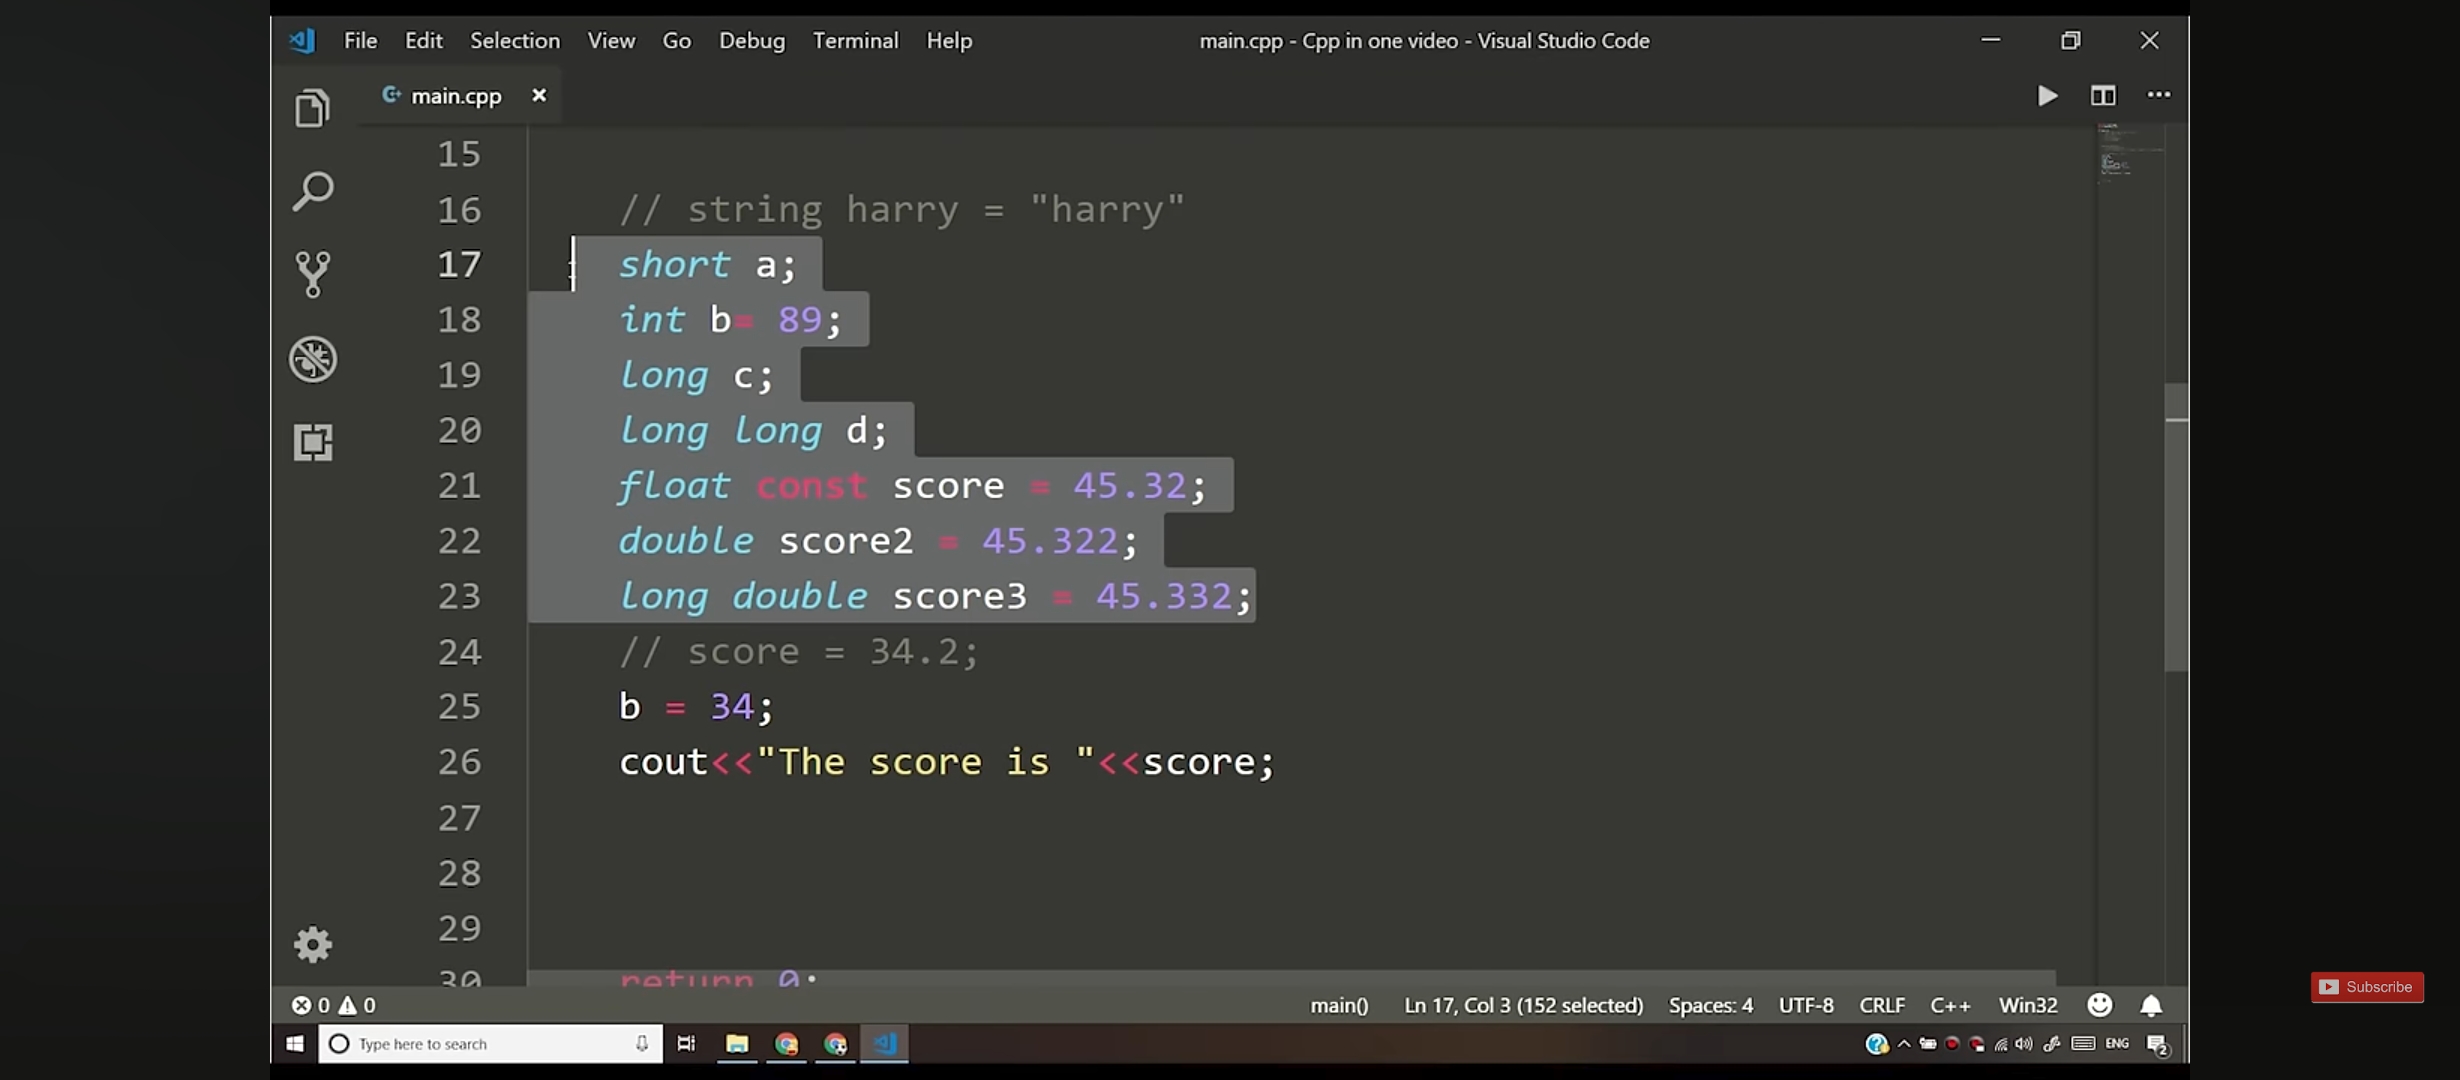 File Edit Selection View Go Debug Terminal Help main.cpp - Cpp in one video - Visual Studio Code
main.cpp
15
16 // string harry = "harry"
17 short a;
18 int b= 89;
19 long c;
20 long long d;
21 float const score = 45.32;
22 double score2 = 45.322;
23 long double score3 = 45.332;
24 // score = 34.2;
25 b = 34;
26 cout<<"The score is "<<score;
27
28
29
30 return 0;
Subscribe
0 0 main() Ln 17, Col 3 (152 selected) Spaces: 4 UTF-8 CRLF C++ Win32
Type here to search ENG 2